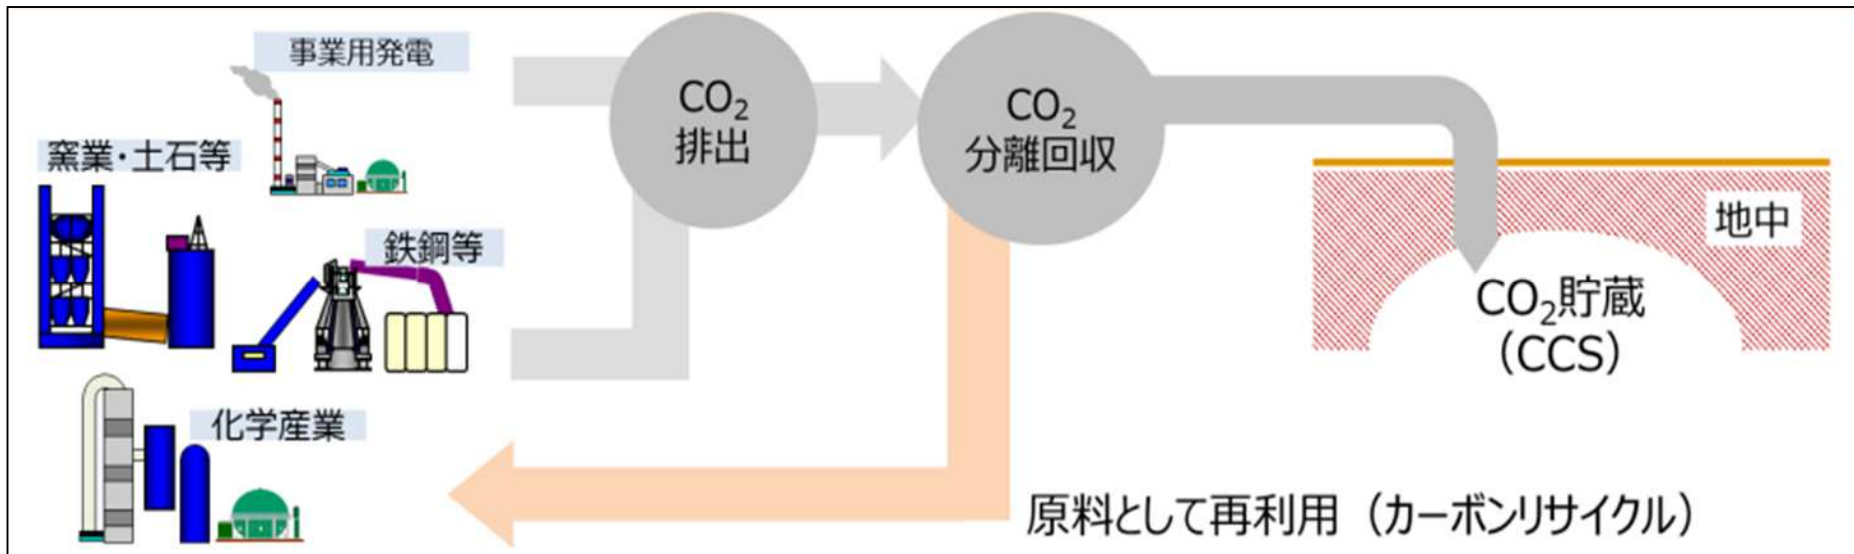 事業用発電
窯業・土石等
鉄鋼等
化学産業
CO₂
排出
CO₂
分離回収
地中
CO₂貯蔵
（CCS）
原料として再利用（カーボンリサイクル）